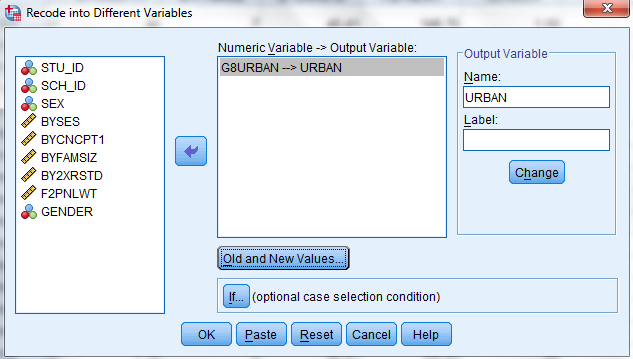 Recode into Different Variables
STU_ID
SCH_ID
SEX
BYSES
BYCNCPT1
BYFAMSIZ
BY2XRSTD
F2PNLWT
GENDER
Numeric Variable -> Output Variable:
G8URBAN --> URBAN
Output Variable
Name:
URBAN
Label:
Change
Old and New Values...
If... (optional case selection condition)
OK Paste Reset Cancel Help